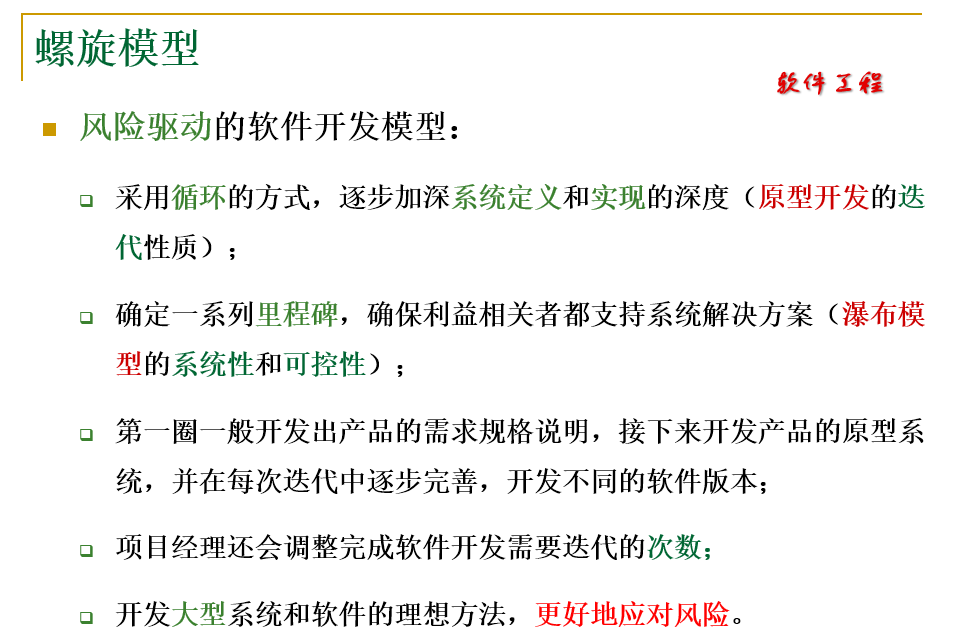 螺旋模型
软件工程
风险驱动的软件开发模型：
采用循环的方式，逐步加深系统定义和实现的深度（原型开发的迭
代性质）；
确定一系列里程碑，确保利益相关者都支持系统解决方案（瀑布模
型的系统性和可控性）；
第一圈一般开发出产品的需求规格说明，接下来开发产品的原型系
统，并在每次迭代中逐步完善，开发不同的软件版本；
项目经理还会调整完成软件开发需要迭代的次数；
开发大型系统和软件的理想方法，更好地应对风险。